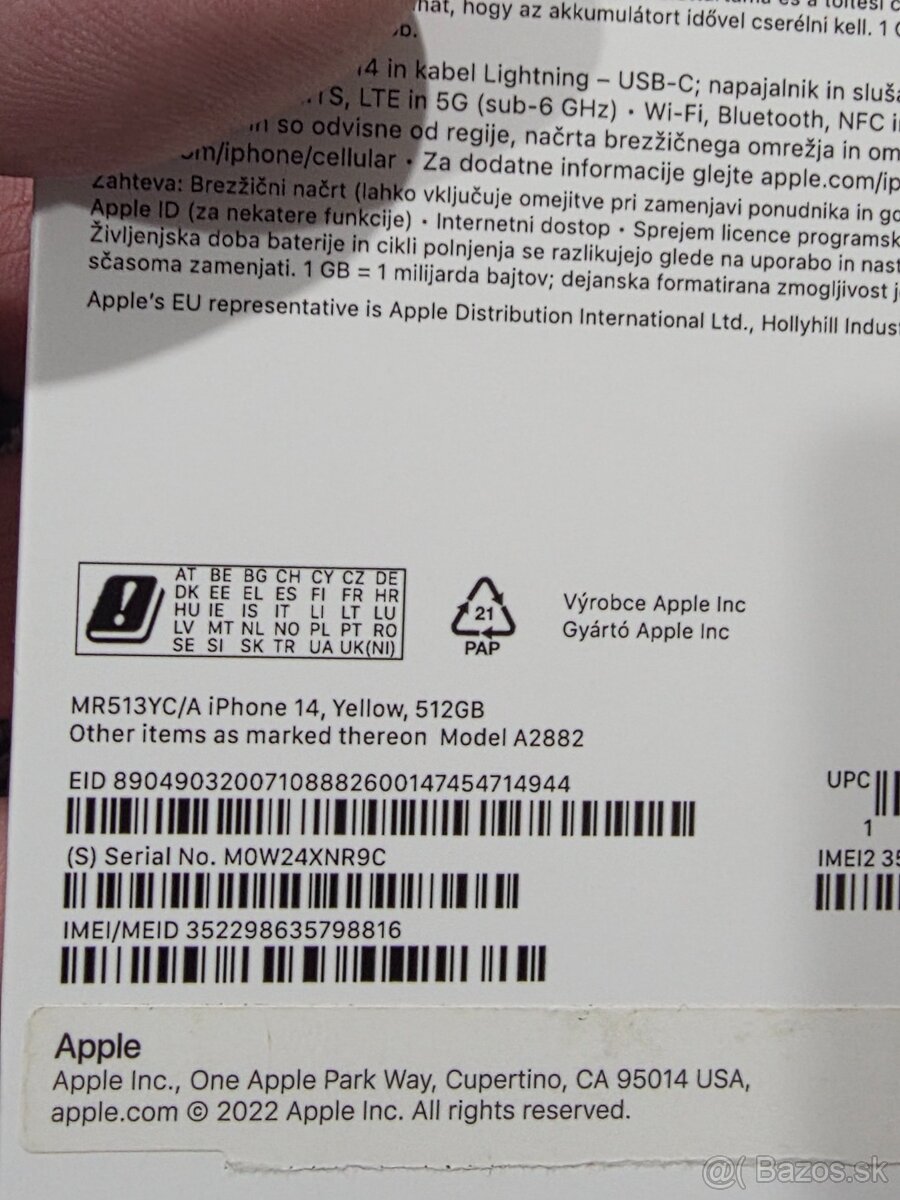 hogy az akkumulátort idővel cserélni kell. 1
14 in kabel Lightning – USB-C; napajalnik in
LTE in 5G (sub-6 GHz) • Wi-Fi, Bluetooth, NFC
in so odvisne od regije, načrta brezžičnega omrežja in
om/iphone/cellular • Za dodatne informacije glejte apple.com/ip
Zahteva: Brezžični načrt (lahko vključuje omejitve pri zamenjavi ponudnika in
Apple ID (za nekatere funkcije) • Internetni dostop • Sprejem licence programsk
Življenjska doba baterije in cikli polnjenja se razlikujejo glede na uporabo in nast
sčasoma zamenjati. 1 GB = 1 milijarda bajtov; dejanska formatirana zmogljivost
Apple's EU representative is Apple Distribution International Ltd., Hollyhill Indust
AT BE BG CH CY CZ DE
DK EE EL ES FI FR HR
HU IE IS IT LI LT LU
LV MT NL NO PL PT RO
SE SI SK TR UA UK(NI)
21
PAP
Výrobce Apple Inc
Gyártó Apple Inc
MR513YC/A iPhone 14, Yellow, 512GB
Other items as marked thereon Model A2882
EID 89049032007108882600147454714944
UPC
1
(S) Serial No. M0W24XNR9C
IMEI2 35
IMEI/MEID 352298635798816
Apple
Apple Inc., One Apple Park Way, Cupertino, CA 95014 USA,
apple.com © 2022 Apple Inc. All rights reserved.
@( Bazos.sk